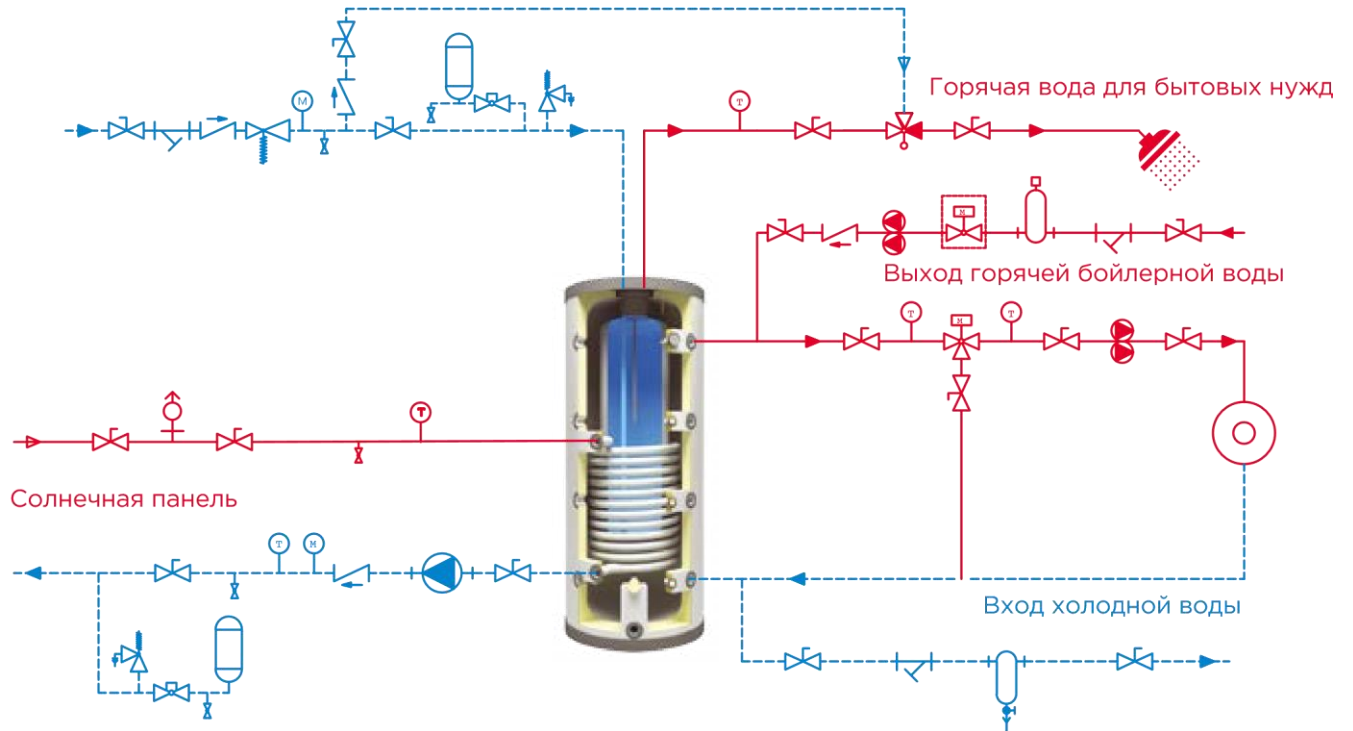 Горячая вода для бытовых нужд
M
T
M
Выход горячей бойлерной воды
T
M
T
T
Солнечная панель
T
M
Вход холодной воды